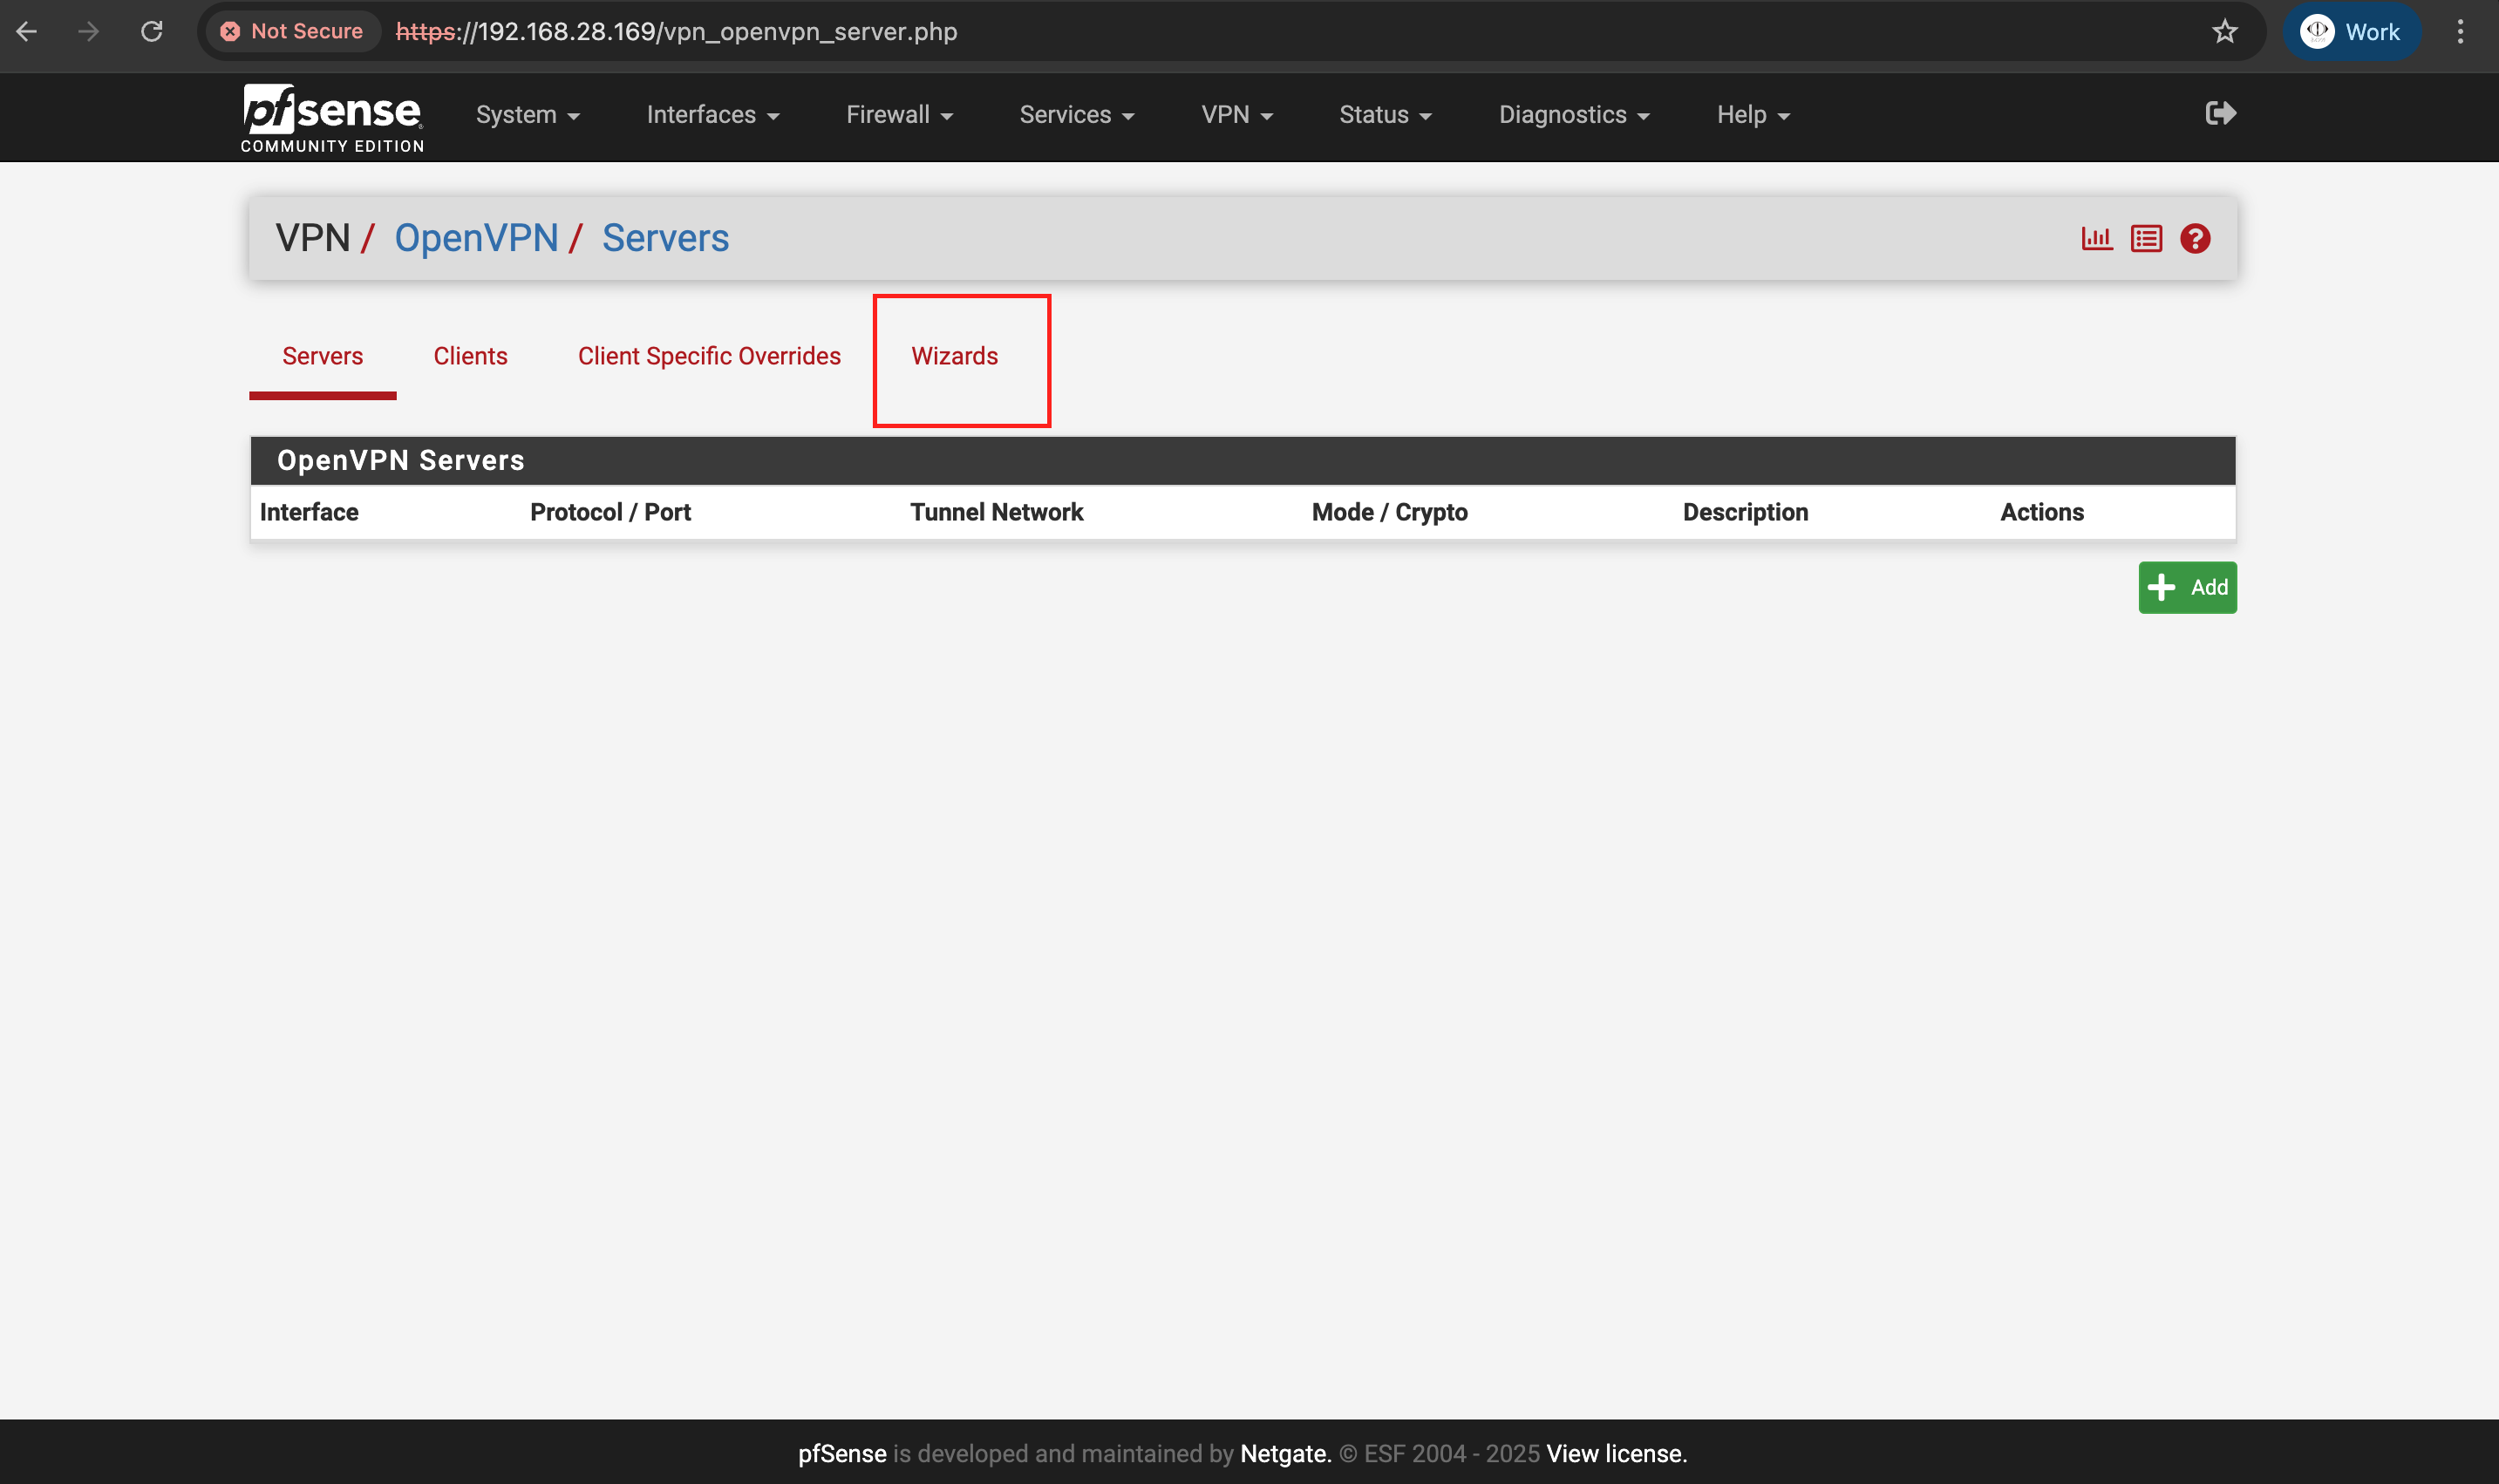 Not Secure https://192.168.28.169/vpn_openvpn_server.php Work
pfsense COMMUNITY EDITION
System Interfaces Firewall Services VPN Status Diagnostics Help
VPN / OpenVPN / Servers
Servers Clients Client Specific Overrides Wizards
OpenVPN Servers
Interface Protocol / Port Tunnel Network Mode / Crypto Description Actions
Add
pfSense is developed and maintained by Netgate. © ESF 2004 - 2025 View license.